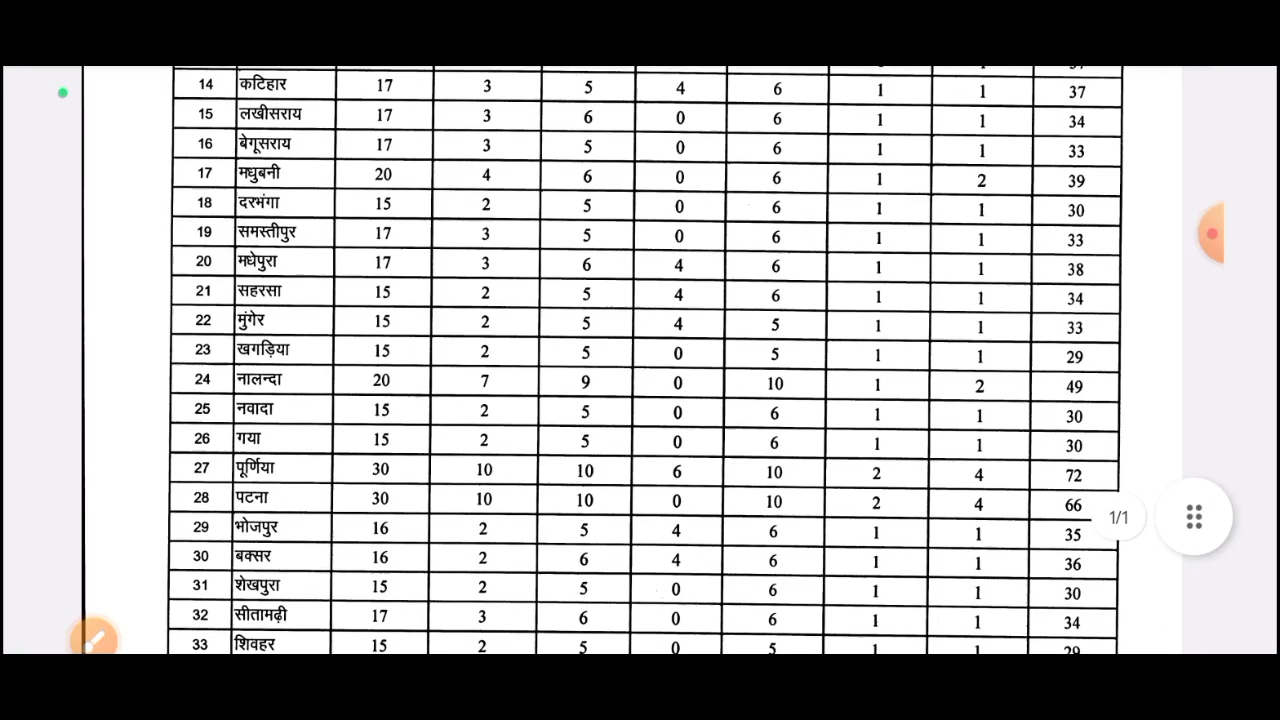 14 कटिहार 17 3 5 4 6 1 1 37
15 लखीसराय 17 3 6 0 6 1 1 34
16 बेगूसराय 17 3 5 0 6 1 1 33
17 मधुबनी 20 4 6 0 6 1 2 39
18 दरभंगा 15 2 5 0 6 1 1 30
19 समस्तीपुर 17 3 5 0 6 1 1 33
20 मधेपुरा 17 3 6 4 6 1 1 38
21 सहरसा 15 2 5 4 6 1 1 34
22 मुंगेर 15 2 5 4 5 1 1 33
23 खगड़िया 15 2 5 0 5 1 1 29
24 नालन्दा 20 7 9 0 10 1 2 49
25 नवादा 15 2 5 0 6 1 1 30
26 गया 15 2 5 0 6 1 1 30
27 पूर्णिया 30 10 10 6 10 2 4 72
28 पटना 30 10 10 0 10 2 4 66
1/1
29 भोजपुर 16 2 5 4 6 1 1 35
30 बक्सर 16 2 6 4 6 1 1 36
31 शेखपुरा 15 2 5 0 6 1 1 30
32 सीतामढ़ी 17 3 6 0 6 1 1 34
33 शिवहर 15 2 5 0 5 1 1 29